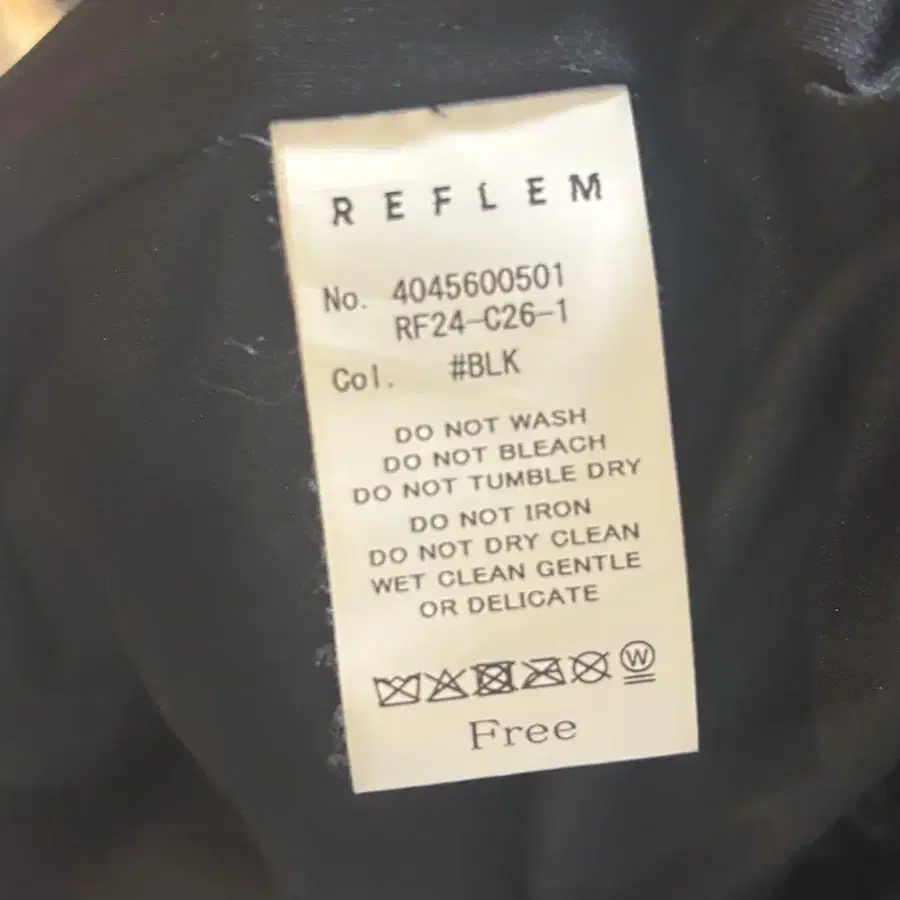 REFLEM
No. 4045600501
RF24-C26-1
Col. #BLK
DO NOT WASH
DO NOT BLEACH
DO NOT TUMBLE DRY
DO NOT IRON
DO NOT DRY CLEAN
WET CLEAN GENTLE
OR DELICATE
W
Free